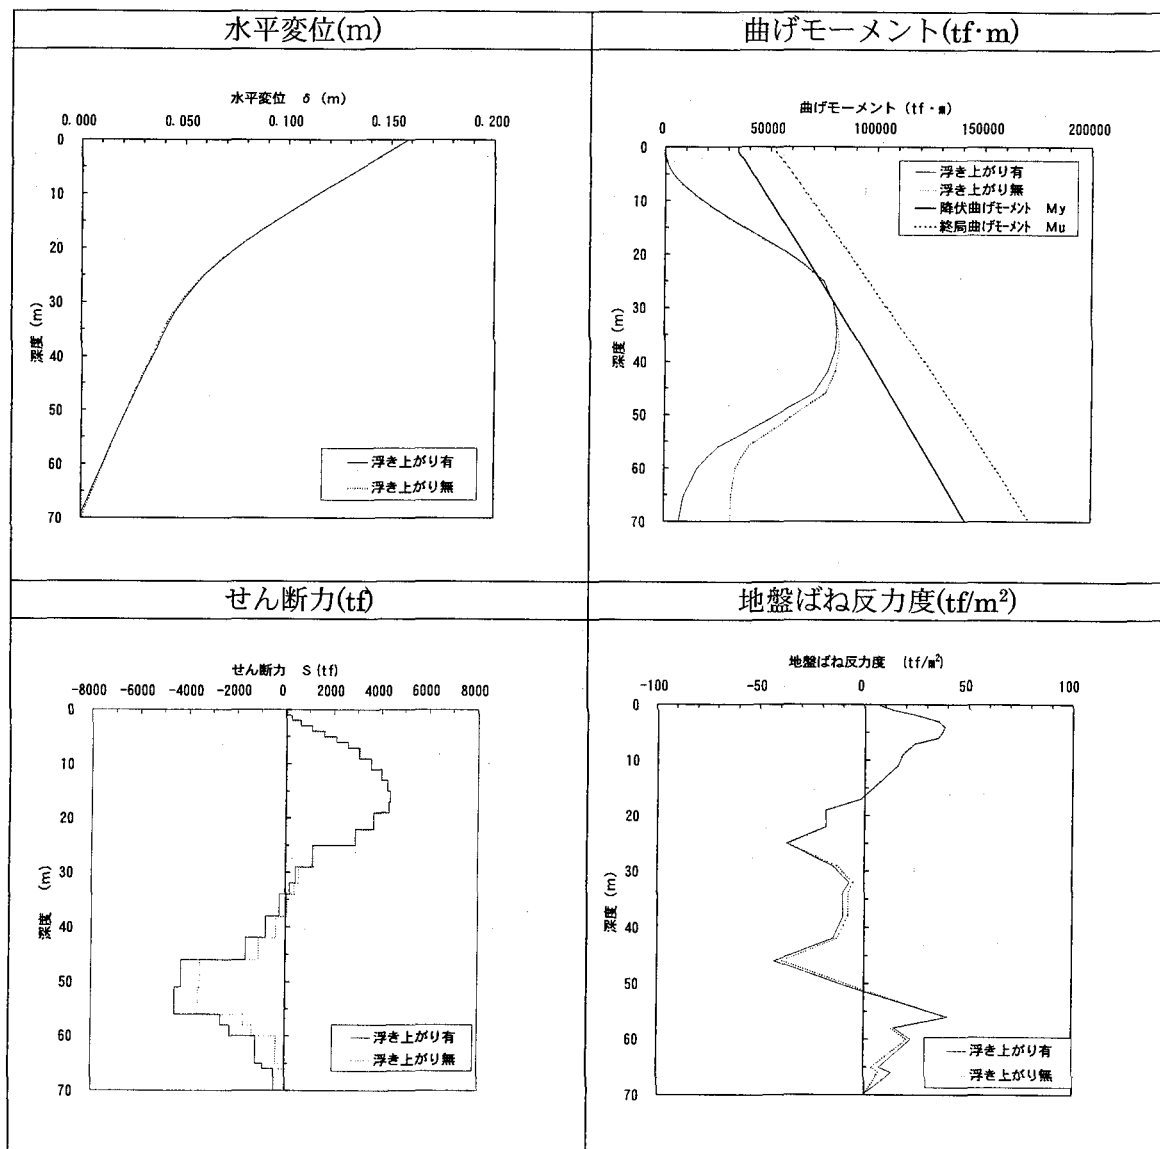 水平変位(m)
曲げモーメント(tf・m)
水平変位 δ (m)
0.000 0.050 0.100 0.150 0.200
0
10
20
30
40
50
60
70
深度 (m)
浮き上がり有
浮き上がり無
曲げモーメント (tf・m)
0 50000 100000 150000 200000
0
10
20
30
40
50
60
70
深度 (m)
浮き上がり有
浮き上がり無
降伏曲げモーメント My
終局曲げモーメント Mu
せん断力(tf)
地盤ばね反力度(tf/m²)
せん断力 S(tf)
-8000 -6000 -4000 -2000 0 2000 4000 6000 8000
0
10
20
30
40
50
60
70
深度 (m)
浮き上がり有
浮き上がり無
地盤ばね反力度 (tf/m²)
-100 -50 0 50 100
0
10
20
30
40
50
60
70
深度 (m)
浮き上がり有
浮き上がり無